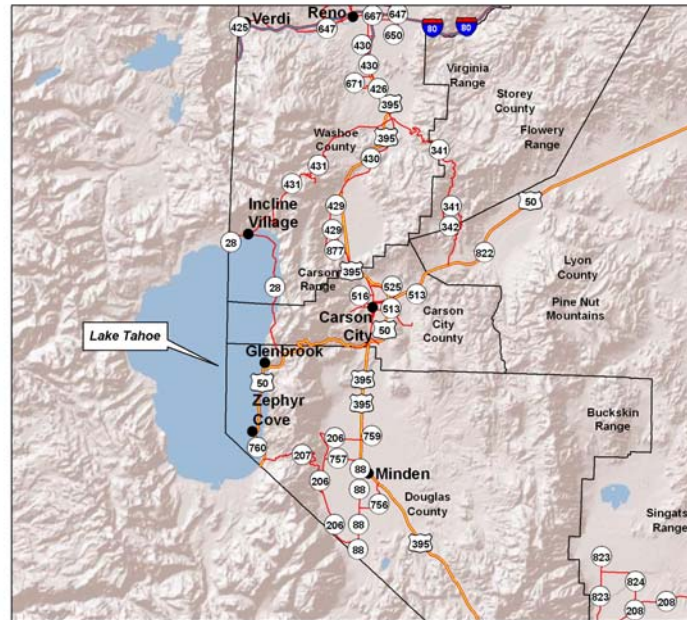 Reno
667
647
Verdi
425
647
650
80
80
430
430
671
426
Virginia
Range
Storey
County
395
Flowery
Range
Washoe
County
395
341
431
430
431
429
341
50
Incline
Village
342
28
429
877
822
Lyon
County
Carson
Range
395
28
525
516
513
513
Pine Nut
Mountains
Carson
City
Carson
City
County
50
Lake Tahoe
Glenbrook
50
395
Zephyr
Cove
395
Buckskin
Range
760
206
759
207
757
88
Minden
206
88
756
Douglas
County
206
88
395
88
Singats
Range
823
824
823
208
208